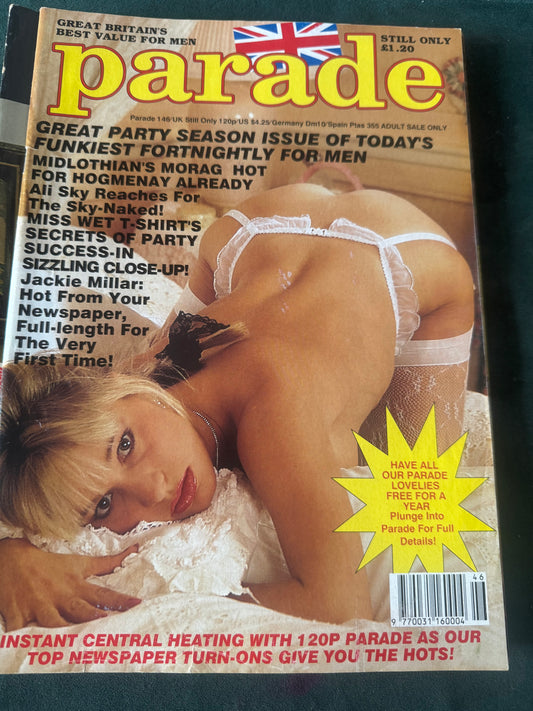 GREAT BRITAIN'S
BEST VALUE FOR MEN
STILL ONLY
£1.20
parade
Parade 146/UK Still Only 120p/US $4.25/Germany Dm10/Spain Ptas 355 ADULT SALE ONLY
GREAT PARTY SEASON ISSUE OF TODAY'S
FUNKIEST FORTNIGHTLY FOR MEN
MIDLOTHIAN'S MORAG HOT
FOR HOGMENAY ALREADY
Ali Sky Reaches For
The Sky-Naked!
MISS WET T-SHIRT'S
SECRETS OF PARTY
SUCCESS-IN
SIZZLING CLOSE-UP!
Jackie Millar:
Hot From Your
Newspaper,
Full-length For
The Very
First Time!
HAVE ALL
OUR PARADE
LOVELIES
FREE FOR A
YEAR
Plunge Into
Parade For Full
Details!
46
9 770031 160004
INSTANT CENTRAL HEATING WITH 120P PARADE AS OUR
TOP NEWSPAPER TURN-ONS GIVE YOU THE HOTS!